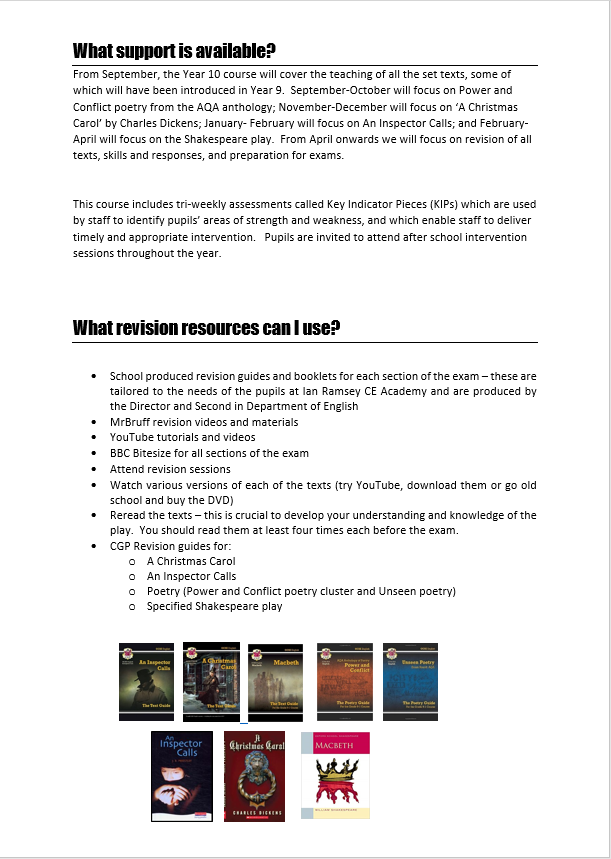 What support is available?
From September, the Year 10 course will cover the teaching of all the set texts, some of
which will have been introduced in Year 9.  September-October will focus on Power and
Conflict poetry from the AQA anthology; November-December will focus on ‘A Christmas
Carol’ by Charles Dickens; January- February will focus on An Inspector Calls; and February-
April will focus on the Shakespeare play.  From April onwards we will focus on revision of all
texts, skills and responses, and preparation for exams.
This course includes tri-weekly assessments called Key Indicator Pieces (KIPs) which are used
by staff to identify pupils’ areas of strength and weakness, and which enable staff to deliver
timely and appropriate intervention.   Pupils are invited to attend after school intervention
sessions throughout the year.
What revision resources can I use?
• School produced revision guides and booklets for each section of the exam – these are
tailored to the needs of the pupils at Ian Ramsey CE Academy and are produced by
the Director and Second in Department of English
• MrBruff revision videos and materials
• YouTube tutorials and videos
• BBC Bitesize for all sections of the exam
• Attend revision sessions
• Watch various versions of each of the texts (try YouTube, download them or go old
school and buy the DVD)
• Reread the texts – this is crucial to develop your understanding and knowledge of the
play.  You should read them at least four times each before the exam.
• CGP Revision guides for:
o A Christmas Carol
o An Inspector Calls
o Poetry (Power and Conflict poetry cluster and Unseen poetry)
o Specified Shakespeare play
An Inspector
Calls
The Text Guide
A Christmas
Carol
The Text Guide
Macbeth
The Text Guide
Power and
Conflict
The Poetry Guide
Unseen Poetry
The Poetry Guide
An
Inspector
Calls
A
Christmas Carol
CHARLES DICKENS
MACBETH
WILLIAM SHAKESPEARE